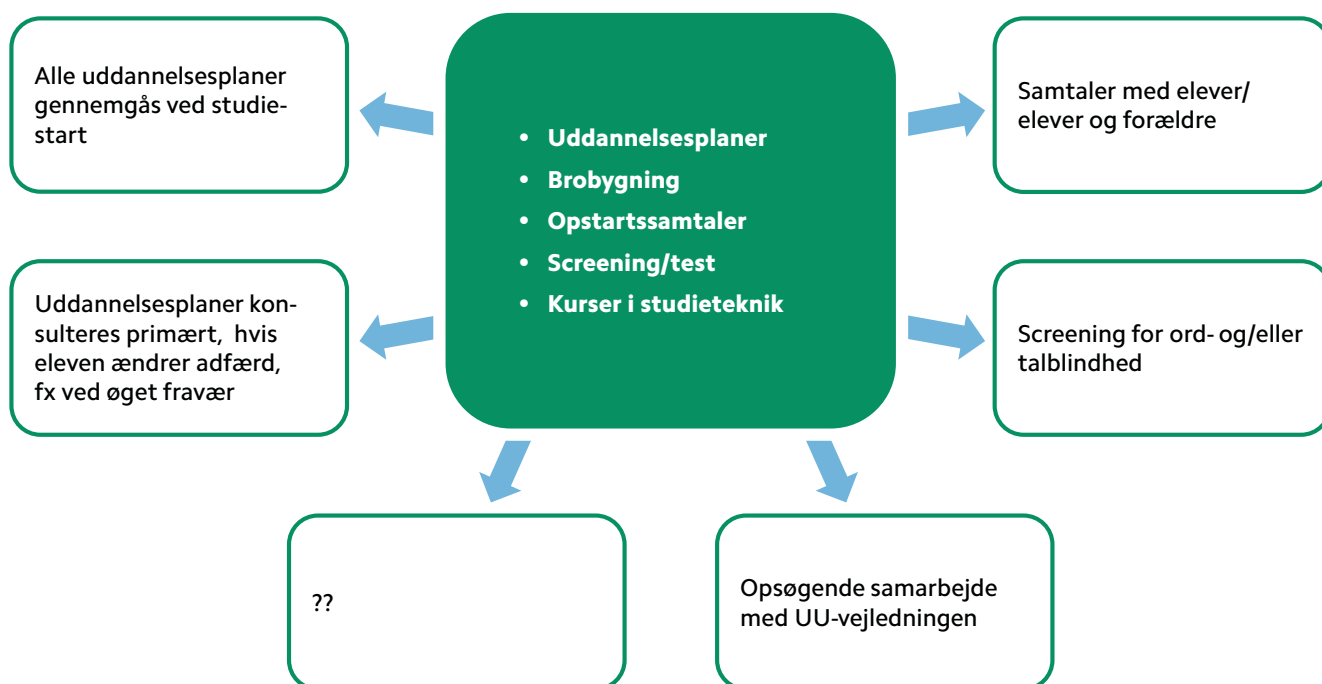 Alle uddannelsesplaner
gennemgås ved studie-
start
• Uddannelsesplaner
• Brobygning
• Opstartssamtaler
• Screening/test
• Kurser i studieteknik
Samtaler med elever/
elever og forældre
Uddannelsesplaner kon-
sulteres primært, hvis
eleven ændrer adfærd,
fx ved øget fravær
Screening for ord- og/eller
talblindhed
??
Opsøgende samarbejde
med UU-vejledningen